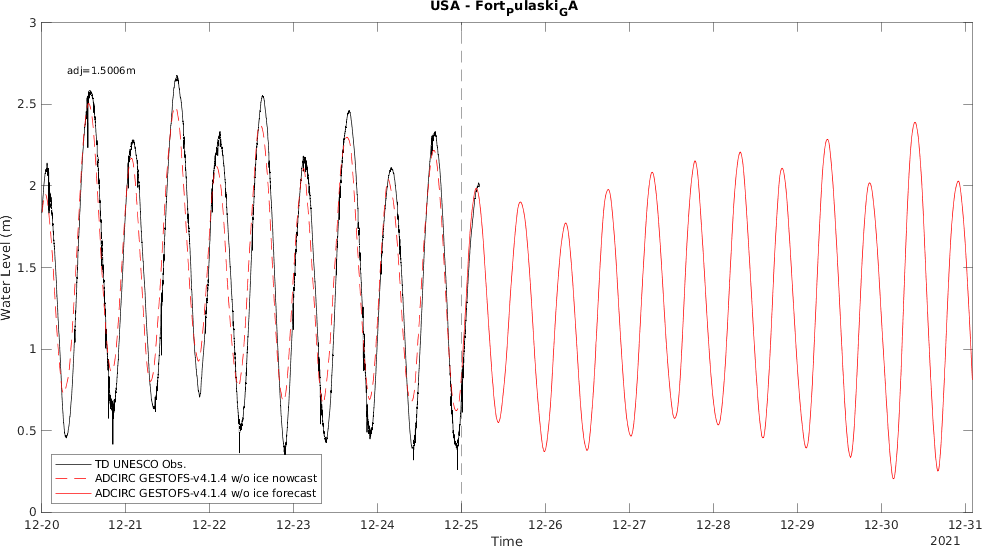 USA - FortPulaskiGA
3
adj=1.5006m
2.5
2
1.5
1
0.5
0
Water Level (m)
TD UNESCO Obs.
ADCIRC GESTOFS-v4.1.4 w/o ice nowcast
ADCIRC GESTOFS-v4.1.4 w/o ice forecast
12-20 12-21 12-22 12-23 12-24 12-25 12-26 12-27 12-28 12-29 12-30 12-31
Time
2021